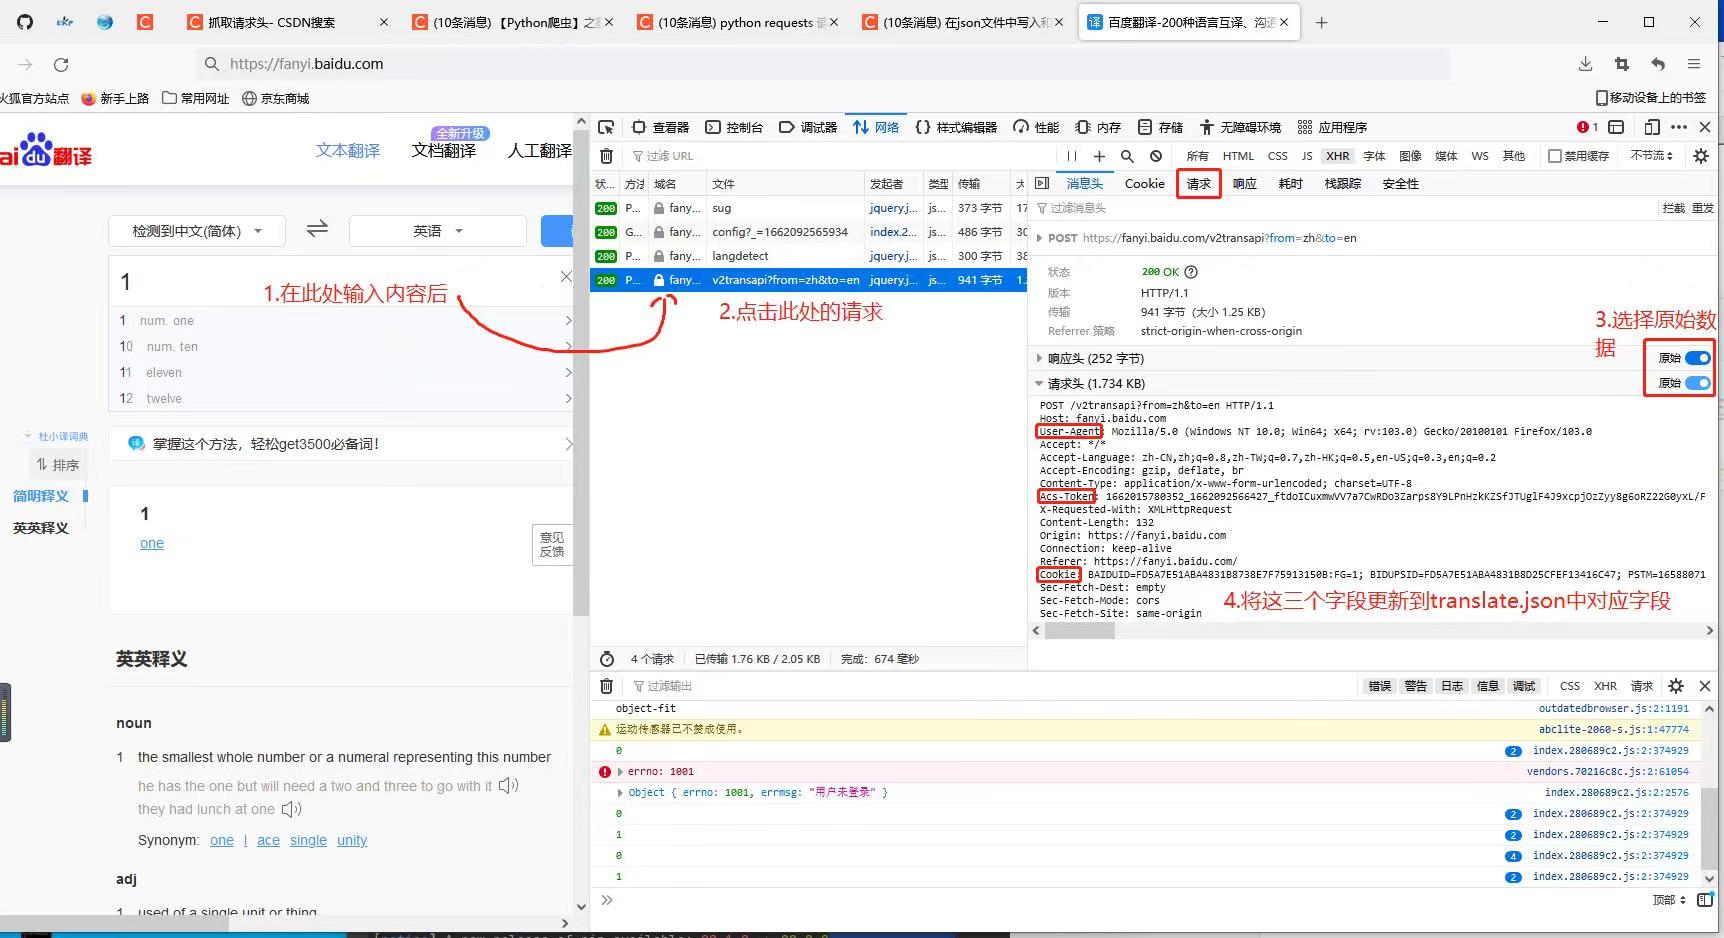 抓取请求头- CSDN搜索
(10条消息) 【Python爬虫】之
(10条消息) python requests 请
(10条消息) 在json文件中写入和
百度翻译-200种语言互译、沟通
https://fanyi.baidu.com
火狐官方站点
新手上路
常用网址
京东商城
移动设备上的书签
全新升级
Baidu翻译
文本翻译
文档翻译
人工翻译
检测到中文(简体)
英语
1
1.在此处输入内容后
1 num. one
10 num. ten
11 eleven
12 twelve
掌握这个方法，轻松get3500必备词！
杜小译词典
排序
简明释义
英英释义
1
one
意见
反馈
英英释义
noun
1 the smallest whole number or a numeral representing this number
he has the one but will need a two and three to go with it
they had lunch at one
Synonym: one I ace single unity
adj
1 used of a single unit or thing
查看器 控制台 调试器 网络 样式编辑器 性能 内存 存储 无障碍环境 应用程序 1
过滤 URL
所有 HTML CSS JS XHR 字体 图像 媒体 WS 其他 禁用缓存 不节流
状... 方法 域名 文件 发起者 类型 传输 大
200 P... fany... sug jquery.j... js... 373 字节 17
200 G... fany... config?_=1662092565934 index.2... js... 486 字节 30
200 P... fany... langdetect jquery.j... js... 300 字节 38
200 P... fany... v2transapi?from=zh&to=en jquery.j... js... 941 字节 1.
2.点击此处的请求
4 个请求 已传输 1.76 KB / 2.05 KB 完成：674 毫秒
消息头 Cookie 请求 响应 耗时 栈跟踪 安全性
过滤消息头 拦截 重发
POST https://fanyi.baidu.com/v2transapi?from=zh&to=en
状态 200 OK
版本 HTTP/1.1
传输 941 字节（大小 1.25 KB）
Referrer 策略 strict-origin-when-cross-origin
3.选择原始数
据
响应头 (252 字节) 原始
请求头 (1.734 KB) 原始
POST /v2transapi?from=zh&to=en HTTP/1.1
Host: fanyi.baidu.com
User-Agent: Mozilla/5.0 (Windows NT 10.0; Win64; x64; rv:103.0) Gecko/20100101 Firefox/103.0
Accept: */*
Accept-Language: zh-CN,zh;q=0.8,zh-TW;q=0.7,zh-HK;q=0.5,en-US;q=0.3,en;q=0.2
Accept-Encoding: gzip, deflate, br
Content-Type: application/x-www-form-urlencoded; charset=UTF-8
Acs-Token: 1662015780352_1662092566427_ftdoICuxmwVV7a7CwRDo3Zarps8Y9LPnHzkKZSfJTUglF4J9xcpjOzZyy8g6oRZ22G0yxL/F
X-Requested-With: XMLHttpRequest
Content-Length: 132
Origin: https://fanyi.baidu.com
Connection: keep-alive
Referer: https://fanyi.baidu.com/
Cookie: BAIDUID=FD5A7E51ABA4831B8738E7F75913150B:FG=1; BIDUPSID=FD5A7E51ABA4831B8D25CFEF13416C47; PSTM=16588071
Sec-Fetch-Dest: empty
Sec-Fetch-Mode: cors
Sec-Fetch-Site: same-origin
4.将这三个字段更新到translate.json中对应字段
过滤输出
错误 警告 日志 信息 调试 CSS XHR 请求
object-fit outdatedbrowser.js:2:1191
运动传感器已不赞成使用。 abclite-2060-s.js:1:47774
0 2 index.280689c2.js:2:374929
errno: 1001 vendors.70216c8c.js:2:61054
Object { errno: 1001, errmsg: "用户未登录" } index.280689c2.js:2:2576
0 2 index.280689c2.js:2:374929
1 2 index.280689c2.js:2:374929
0 4 index.280689c2.js:2:374929
1 2 index.280689c2.js:2:374929
顶部